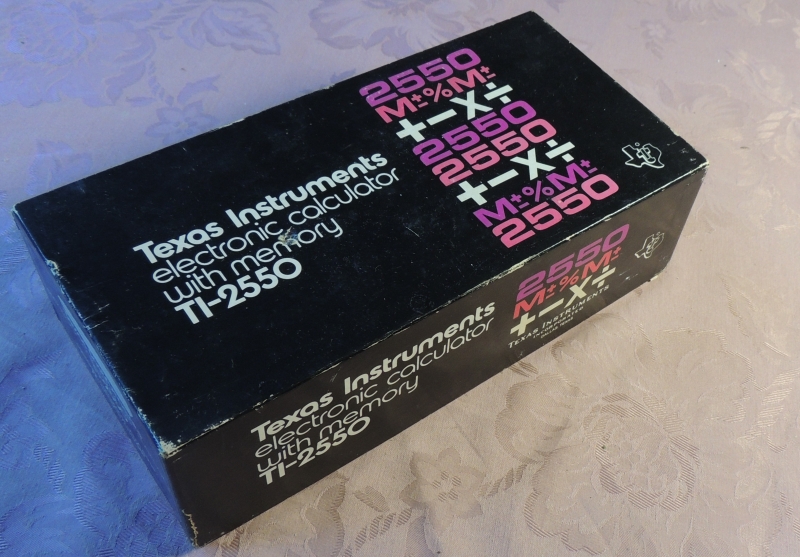 Texas Instruments
electronic calculator
with memory
TI-2550
2550
M±%M±
+−×÷
2550
2550
+−×÷
M±%M±
2550
Texas Instruments
electronic calculator
with memory
TI-2550
2550
M±%M±
+−×÷
TEXAS INSTRUMENTS
INCORPORATED